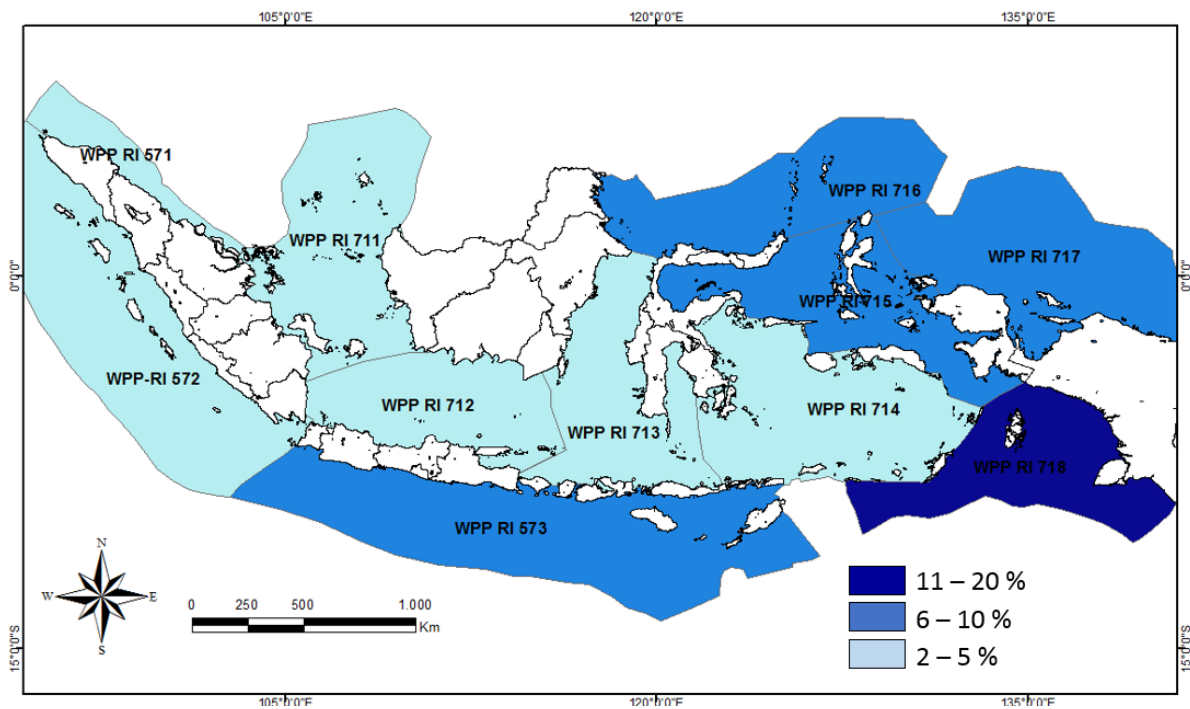 105°0'0"E
120°0'0"E
135°0'0"E
WPP RI 571
WPP RI 716
WPP RI 711
WPP RI 717
0°0'0"
0°0'0"
WPP RI 715
WPP-RI 572
WPP RI 712
WPP RI 714
WPP RI 713
WPP RI 718
WPP RI 573
N
W
E
S
0
250
500
1.000
Km
11 – 20 %
6 – 10 %
2 – 5 %
15°0'0"S
15°0'0"S
105°0'0"E
120°0'0"E
135°0'0"E